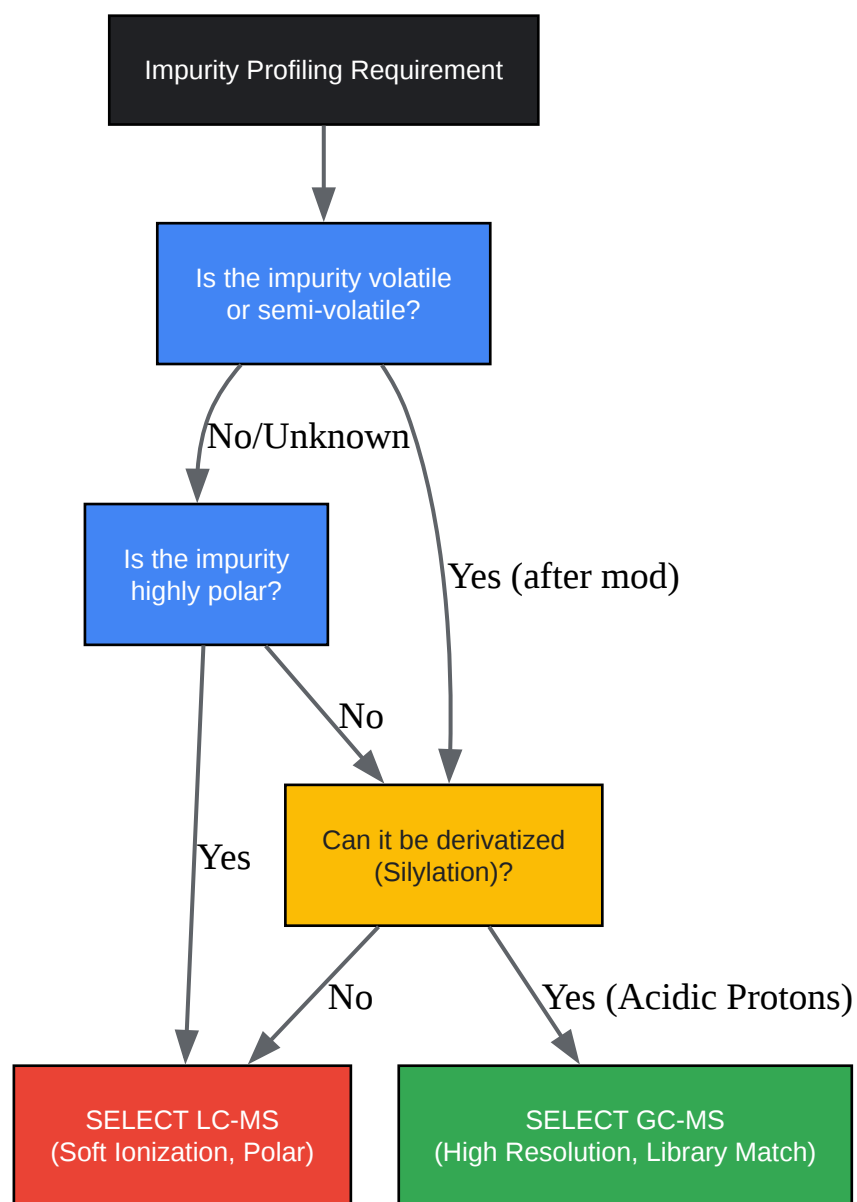 Impurity Profiling Requirement
Is the impurity volatile
or semi-volatile?
No/Unknown
Is the impurity
highly polar?
Yes (after mod)
No
Can it be derivatized
(Silylation)?
Yes
No
Yes (Acidic Protons)
SELECT LC-MS
(Soft Ionization, Polar)
SELECT GC-MS
(High Resolution, Library Match)